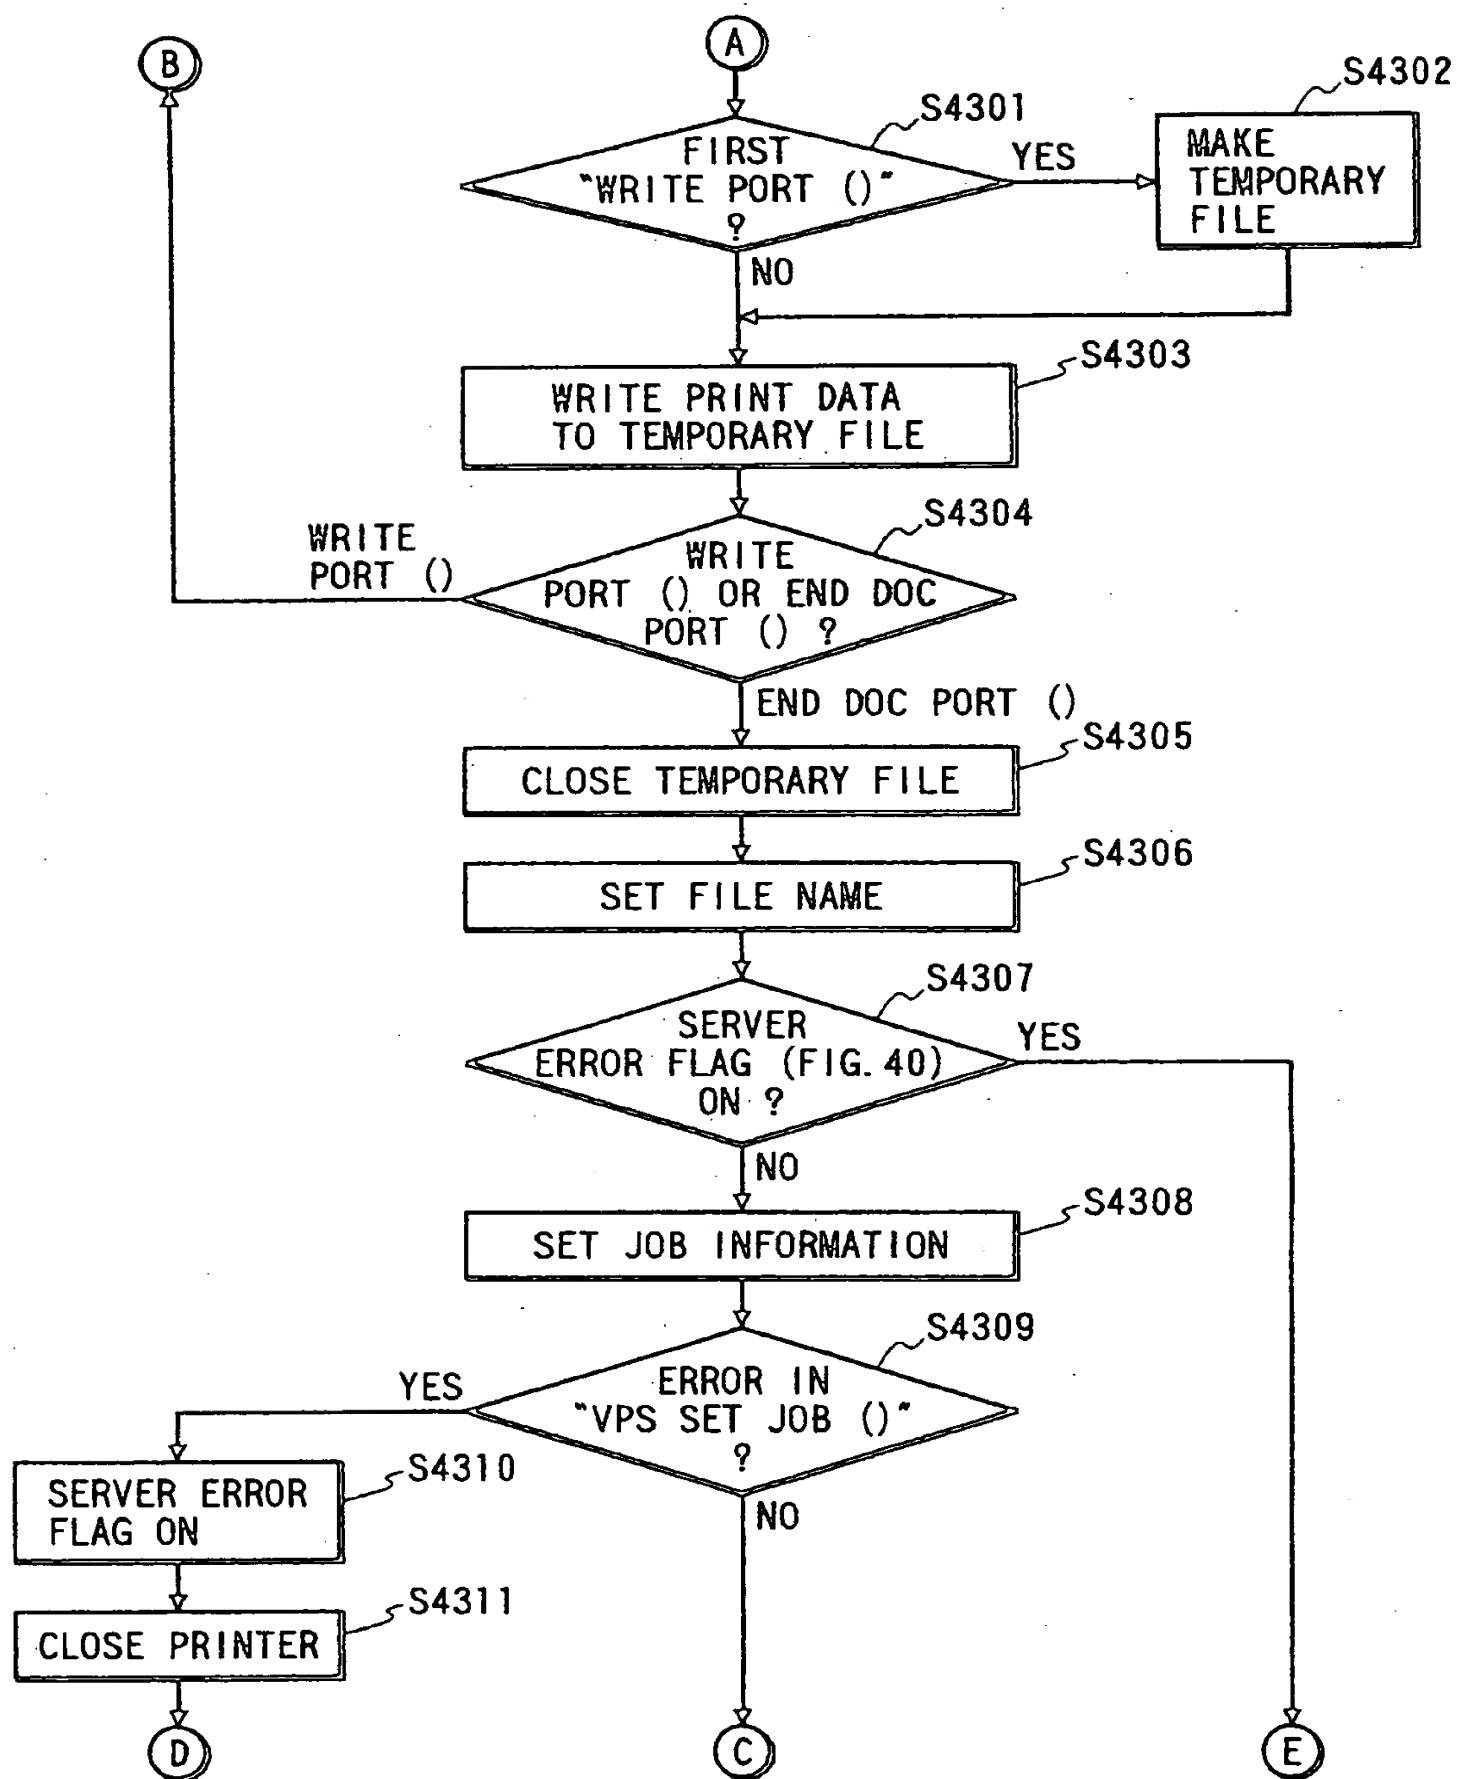 A
B
S4302
S4301
FIRST
"WRITE PORT ()"
?
YES
MAKE
TEMPORARY
FILE
NO
S4303
WRITE PRINT DATA
TO TEMPORARY FILE
S4304
WRITE
PORT ()
WRITE
PORT () OR END DOC
PORT () ?
END DOC PORT ()
S4305
CLOSE TEMPORARY FILE
S4306
SET FILE NAME
S4307
SERVER
ERROR FLAG (FIG. 40)
ON ?
YES
NO
S4308
SET JOB INFORMATION
S4309
YES
ERROR IN
"VPS SET JOB ()"
?
S4310
SERVER ERROR
FLAG ON
NO
S4311
CLOSE PRINTER
D
C
E